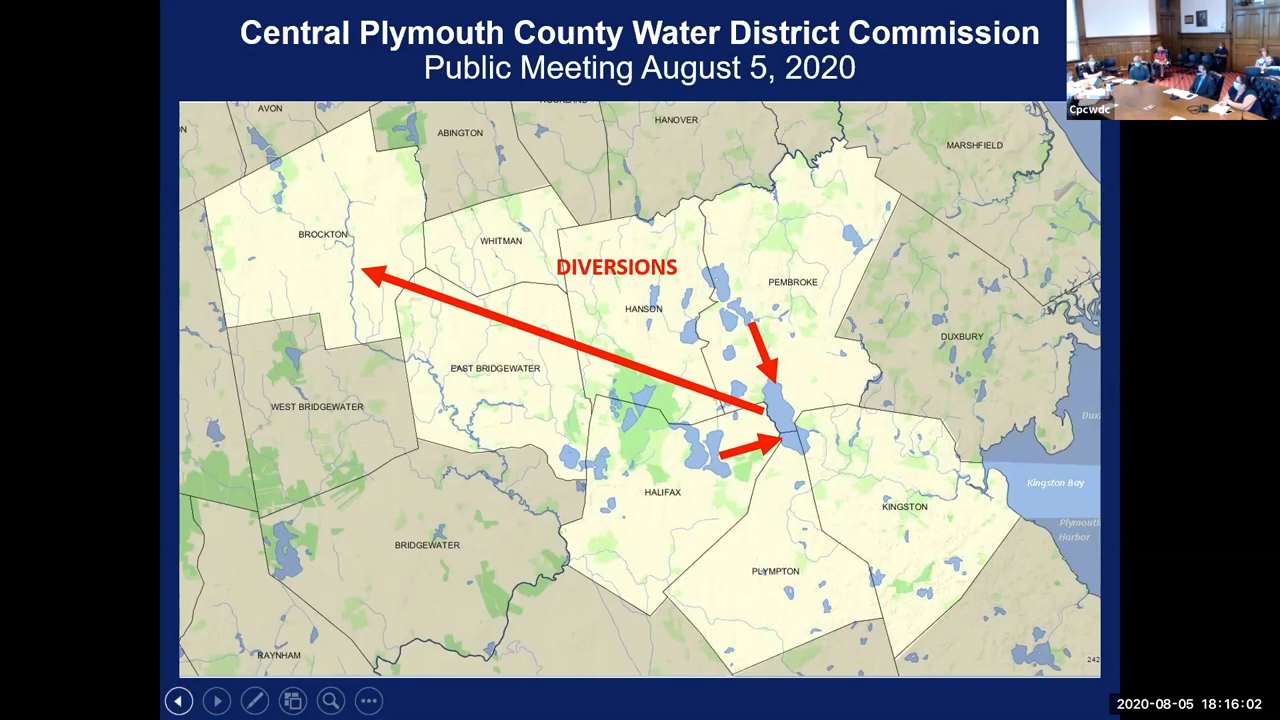 Central Plymouth County Water District Commission
Public Meeting August 5, 2020
Cpcwdc
AVON
ABINGTON
HANOVER
MARSHFIELD
BROCKTON
WHITMAN
DIVERSIONS
PEMBROKE
HANSON
DUXBURY
EAST BRIDGEWATER
WEST BRIDGEWATER
HALIFAX
Kingston Bay
KINGSTON
Plymouth
Harbor
BRIDGEWATER
PLYMPTON
RAYNHAM
242
2020-08-05 18:16:02